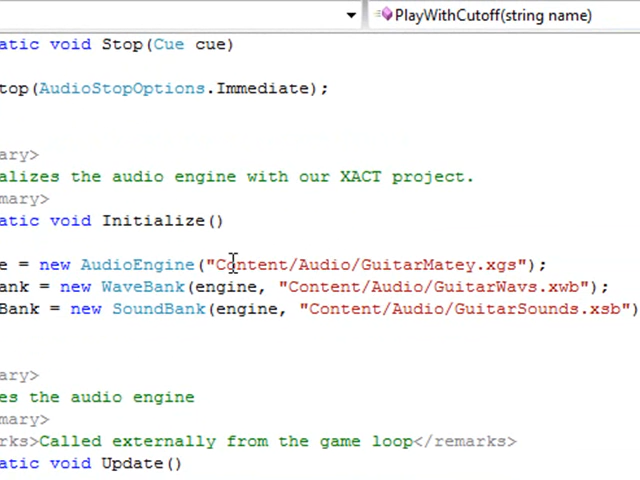 PlayWithCutoff(string name)
atic void Stop(Cue cue)
top(AudioStopOptions.Immediate);
ary>
alizes the audio engine with our XACT project.
mary>
atic void Initialize()
e = new AudioEngine("Content/Audio/GuitarMatey.xgs");
ank = new WaveBank(engine, "Content/Audio/GuitarWavs.xwb");
Bank = new SoundBank(engine, "Content/Audio/GuitarSounds.xsb")
ary>
es the audio engine
mary>
rks>Called externally from the game loop</remarks>
atic void Update()